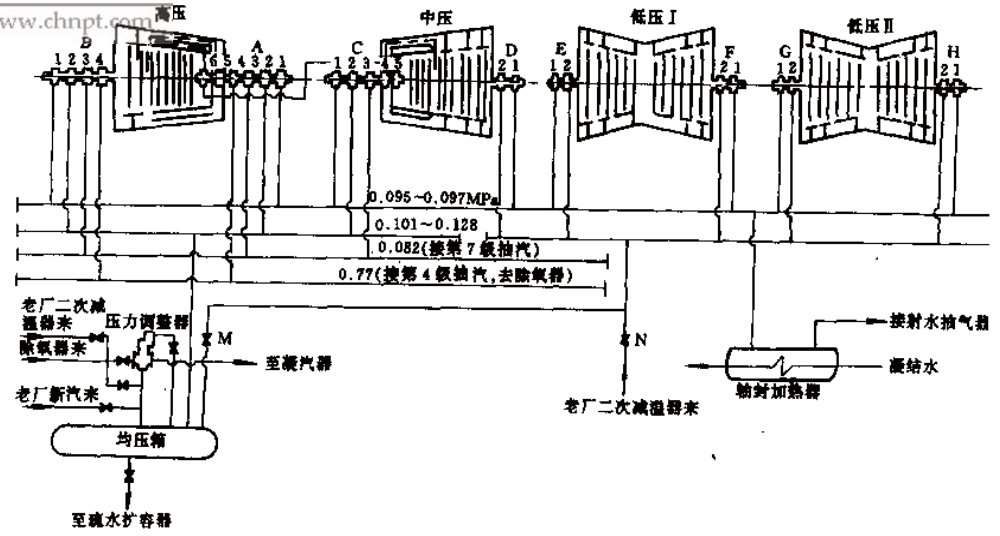 www.chnpt.com
高压
中压
低压Ⅰ
低压Ⅱ
B
A
C
D
E
F
G
H
1 2 3 4
6 5 4 3 2 1
1 2 3 4 5
2 1
1 2
2 1
1 2
2 1
0.095~0.097MPa
0.101~0.128
0.082(接第7级抽汽)
0.77(接第4级抽汽,去除氧器)
老厂二次减
温器来
压力调整器
除氧器来
M
至凝汽器
老厂新汽来
均压箱
至疏水扩容器
N
老厂二次减温器来
接射水抽气器
凝结水
轴封加热器